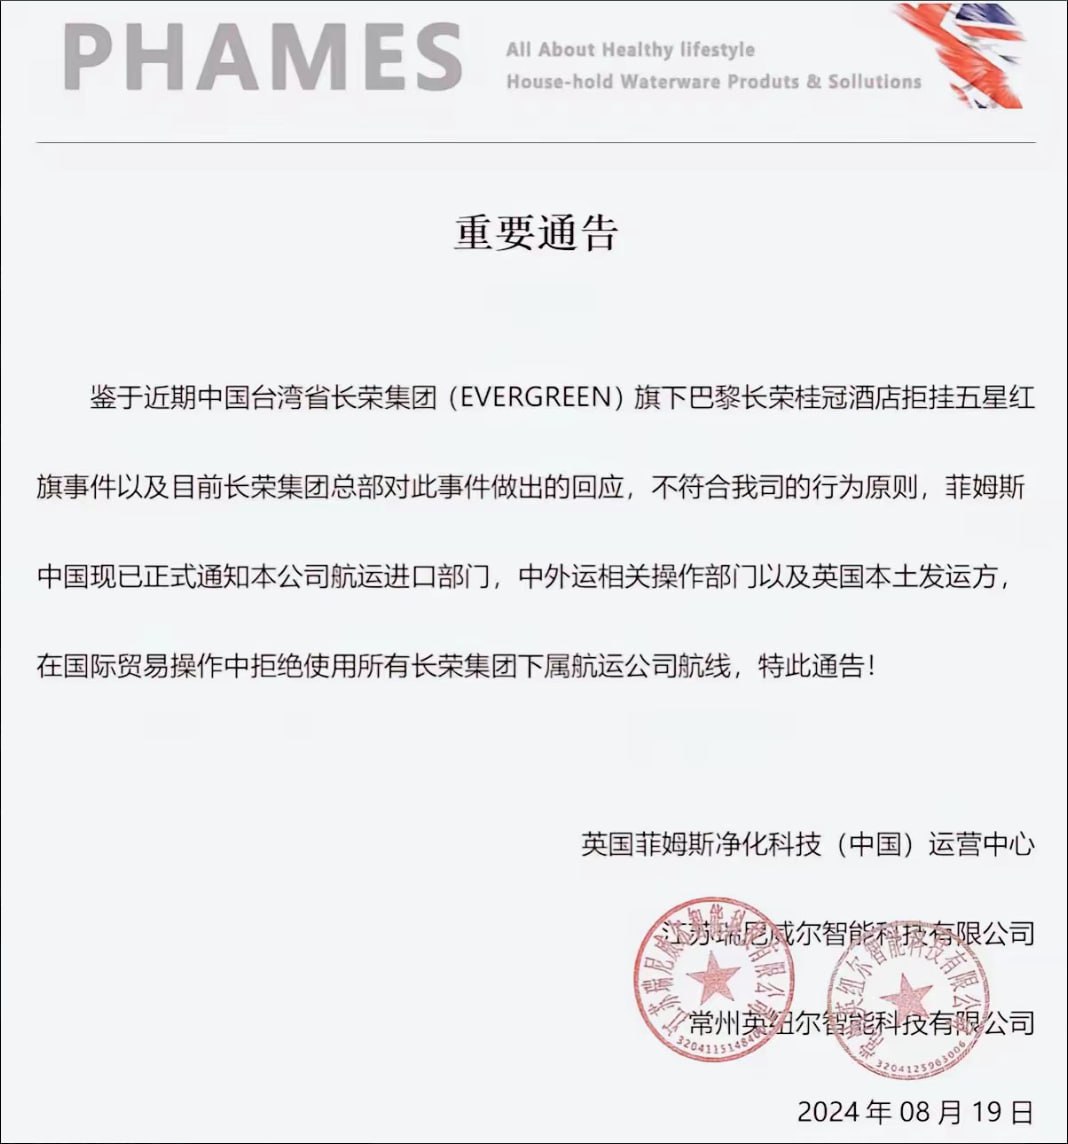 PHAMES
All About Healthy lifestyle
House-hold Waterware Produts & Sollutions
重要通告
鉴于近期中国台湾省长荣集团（EVERGREEN）旗下巴黎长荣桂冠酒店拒挂五星红
旗事件以及目前长荣集团总部对此事件做出的回应，不符合我司的行为原则，菲姆斯
中国现已正式通知本公司航运进口部门，中外运相关操作部门以及英国本土发运方，
在国际贸易操作中拒绝使用所有长荣集团下属航运公司航线，特此通告！
英国菲姆斯净化科技（中国）运营中心
江苏瑞尼威尔智能科技有限公司
常州英纽尔智能科技有限公司
江苏瑞尼威尔智能科技有限公司
常州英纽尔智能科技有限公司
3204125963006
2024 年 08 月 19 日